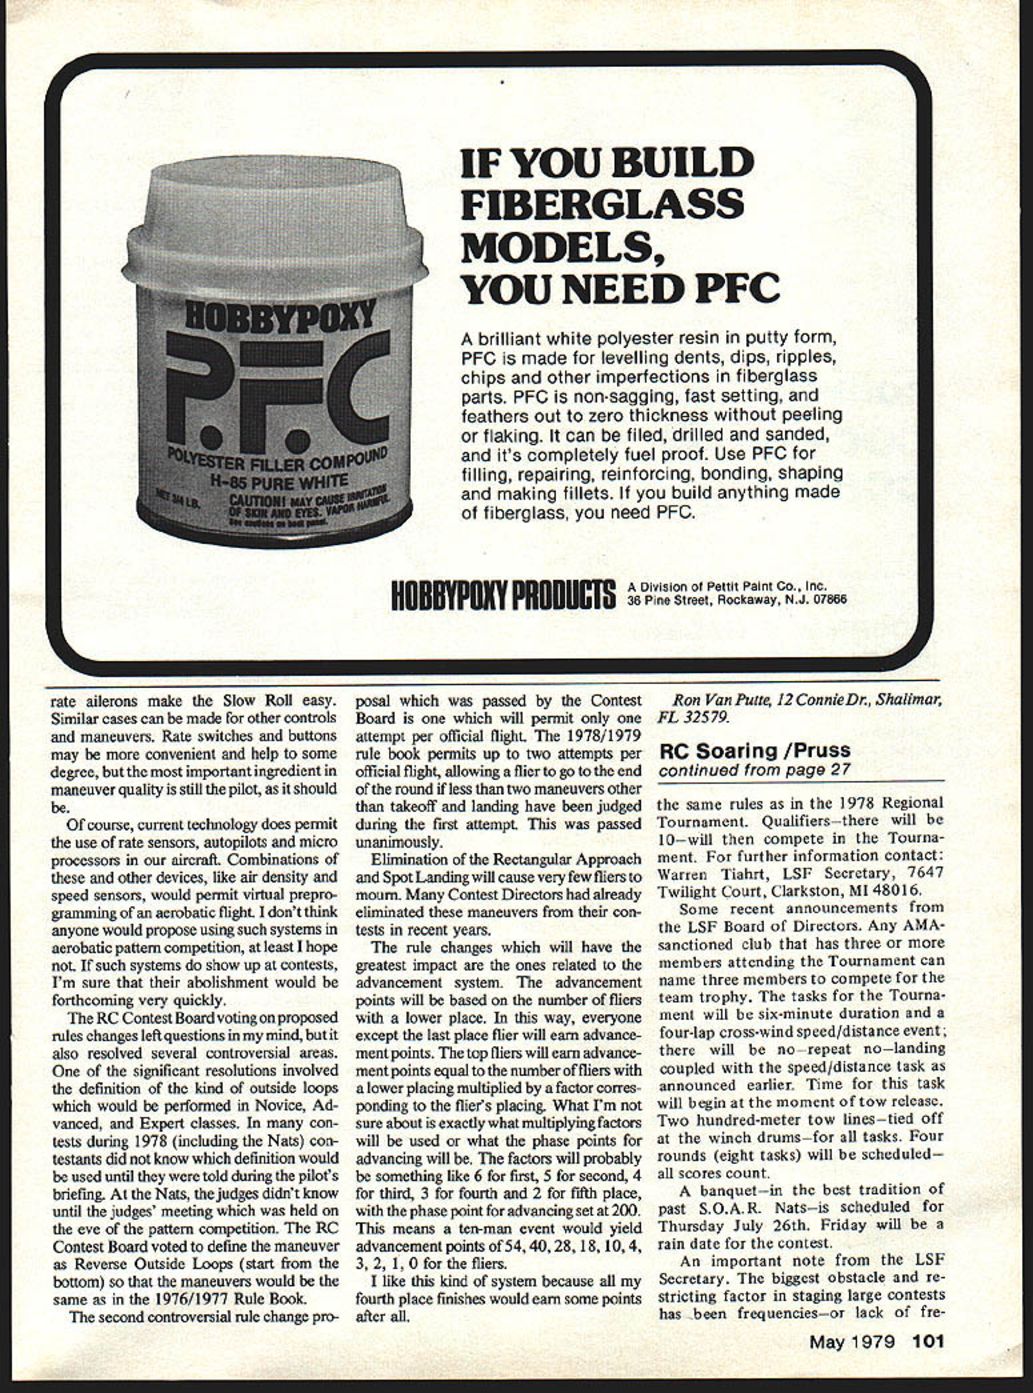 IF YOU BUILD
FIBERGLASS
MODELS,
YOU NEED PFC
A brilliant white polyester resin in putty form,
PFC is made for levelling dents, dips, ripples,
chips and other imperfections in fiberglass
parts. PFC is non-sagging, fast setting, and
feathers out to zero thickness without peeling
or flaking. It can be filed, drilled and sanded,
and it's completely fuel proof. Use PFC for
filling, repairing, reinforcing, bonding, shaping
and making fillets. If you build anything made
of fiberglass, you need PFC.
HOBBYPOXY
P.F.C
POLYESTER FILLER COMPOUND
H-85 PURE WHITE
NET 3/4 LB.
CAUTION! MAY CAUSE IRRITATION
OF SKIN AND EYES. VAPOR HARMFUL.
See cautions on back panel.
HOBBYPOXY PRODUCTS
A Division of Pettit Paint Co., Inc.
36 Pine Street, Rockaway, N.J. 07866
rate ailerons make the Slow Roll easy.
Similar cases can be made for other controls
and maneuvers. Rate switches and buttons
may be more convenient and help to some
degree, but the most important ingredient in
maneuver quality is still the pilot, as it should
be.
Of course, current technology does permit
the use of rate sensors, autopilots and micro
processors in our aircraft. Combinations of
these and other devices, like air density and
speed sensors, would permit virtual prepro-
gramming of an aerobatic flight. I don't think
anyone would propose using such systems in
aerobatic pattern competition, at least I hope
not. If such systems do show up at contests,
I'm sure that their abolishment would be
forthcoming very quickly.
The RC Contest Board voting on proposed
rules changes left questions in my mind, but it
also resolved several controversial areas.
One of the significant resolutions involved
the definition of the kind of outside loops
which would be performed in Novice, Ad-
vanced, and Expert classes. In many con-
tests during 1978 (including the Nats) con-
testants did not know which definition would
be used until they were told during the pilot's
briefing. At the Nats, the judges didn't know
until the judges' meeting which was held on
the eve of the pattern competition. The RC
Contest Board voted to define the maneuver
as Reverse Outside Loops (start from the
bottom) so that the maneuvers would be the
same as in the 1976/1977 Rule Book.
The second controversial rule change pro-
posal which was passed by the Contest
Board is one which will permit only one
attempt per official flight. The 1978/1979
rule book permits up to two attempts per
official flight, allowing a flier to go to the end
of the round if less than two maneuvers other
than takeoff and landing have been judged
during the first attempt. This was passed
unanimously.
Elimination of the Rectangular Approach
and Spot Landing will cause very few fliers to
mourn. Many Contest Directors had already
eliminated these maneuvers from their con-
tests in recent years.
The rule changes which will have the
greatest impact are the ones related to the
advancement system. The advancement
points will be based on the number of fliers
with a lower place. In this way, everyone
except the last place flier will earn advance-
ment points. The top fliers will earn advance-
ment points equal to the number of fliers with
a lower placing multiplied by a factor corres-
ponding to the flier's placing. What I'm not
sure about is exactly what multiplying factors
will be used or what the phase points for
advancing will be. The factors will probably
be something like 6 for first, 5 for second, 4
for third, 3 for fourth and 2 for fifth place,
with the phase point for advancing set at 200.
This means a ten-man event would yield
advancement points of 54, 40, 28, 18, 10, 4,
3, 2, 1, 0 for the fliers.
I like this kind of system because all my
fourth place finishes would earn some points
after all.
Ron Van Putte, 12 Connie Dr., Shalimar,
FL 32579.
RC Soaring /Pruss
continued from page 27
the same rules as in the 1978 Regional
Tournament. Qualifiers—there will be
10—will then compete in the Tourna-
ment. For further information contact:
Warren Tiahrt, LSF Secretary, 7647
Twilight Court, Clarkston, MI 48016.
Some recent announcements from
the LSF Board of Directors. Any AMA-
sanctioned club that has three or more
members attending the Tournament can
name three members to compete for the
team trophy. The tasks for the Tourna-
ment will be six-minute duration and a
four-lap cross-wind speed/distance event;
there will be no—repeat no—landing
coupled with the speed/distance task as
announced earlier. Time for this task
will begin at the moment of tow release.
Two hundred-meter tow lines—tied off
at the winch drums—for all tasks. Four
rounds (eight tasks) will be scheduled—
all scores count.
A banquet—in the best tradition of
past S.O.A.R. Nats—is scheduled for
Thursday July 26th. Friday will be a
rain date for the contest.
An important note from the LSF
Secretary. The biggest obstacle and re-
stricting factor in staging large contests
has been frequencies—or lack of fre-
May 1979 101